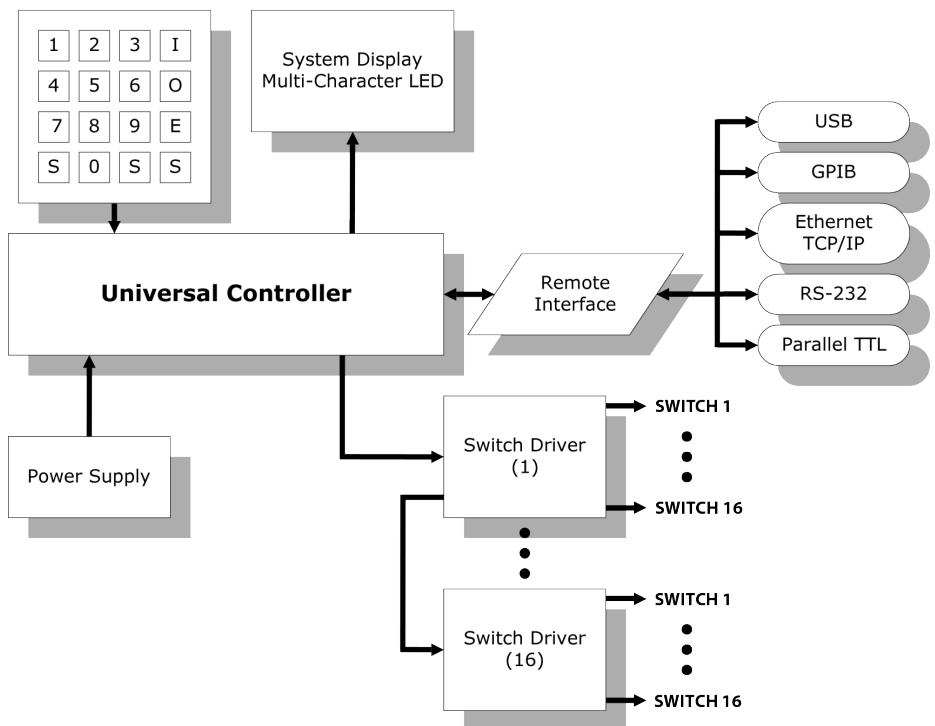 1 2 3 I
4 5 6 O
7 8 9 E
S 0 S S
System Display
Multi-Character LED
Universal Controller
Remote
Interface
USB
GPIB
Ethernet
TCP/IP
RS-232
Parallel TTL
Power Supply
Switch Driver
(1)
SWITCH 1
SWITCH 16
Switch Driver
(16)
SWITCH 1
SWITCH 16